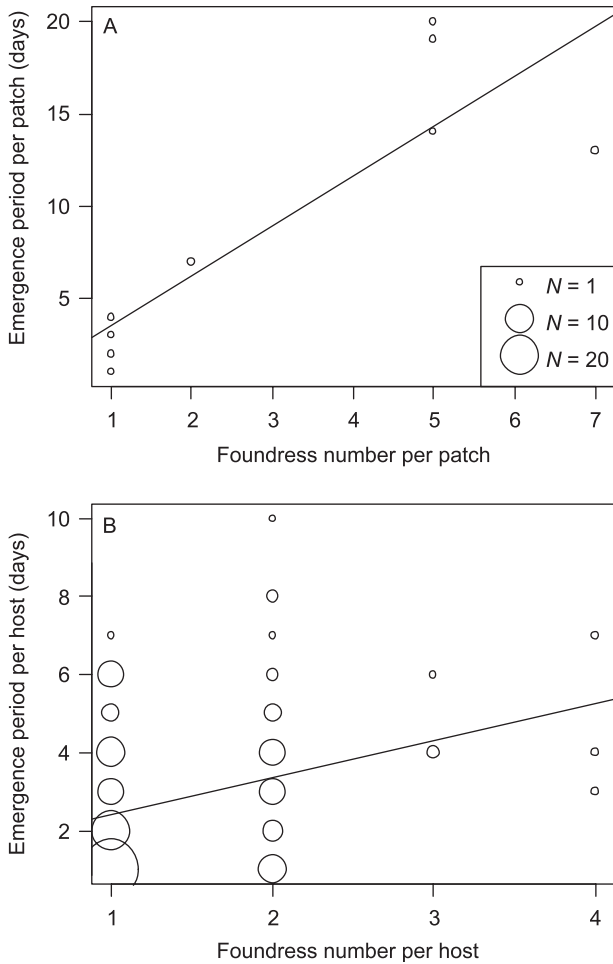 A
Emergence period per patch (days)
20
15
10
5
N = 1
N = 10
N = 20
1 2 3 4 5 6 7
Foundress number per patch
B
Emergence period per host (days)
10
8
6
4
2
1 2 3 4
Foundress number per host